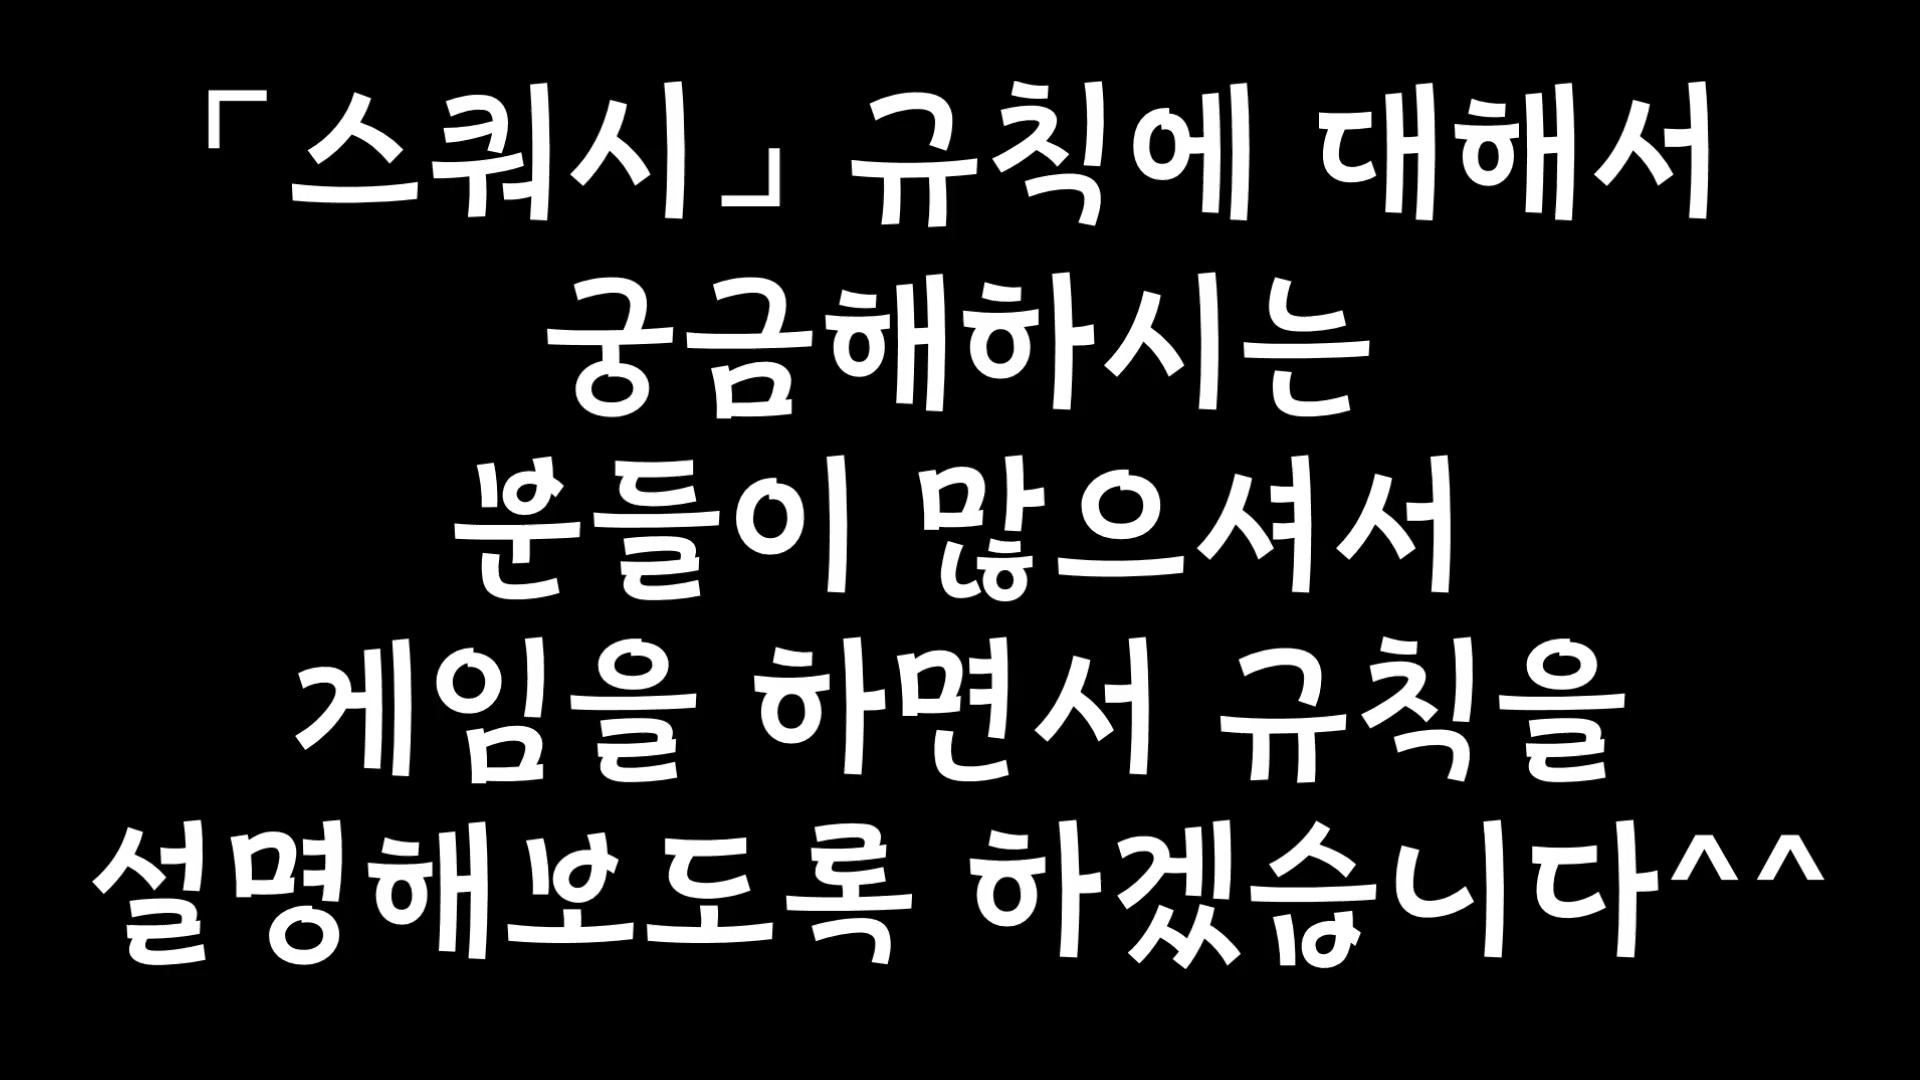 「스쿼시」규칙에 대해서
궁금해하시는
분들이 많으셔서
게임을 하면서 규칙을
설명해보도록 하겠습니다^^